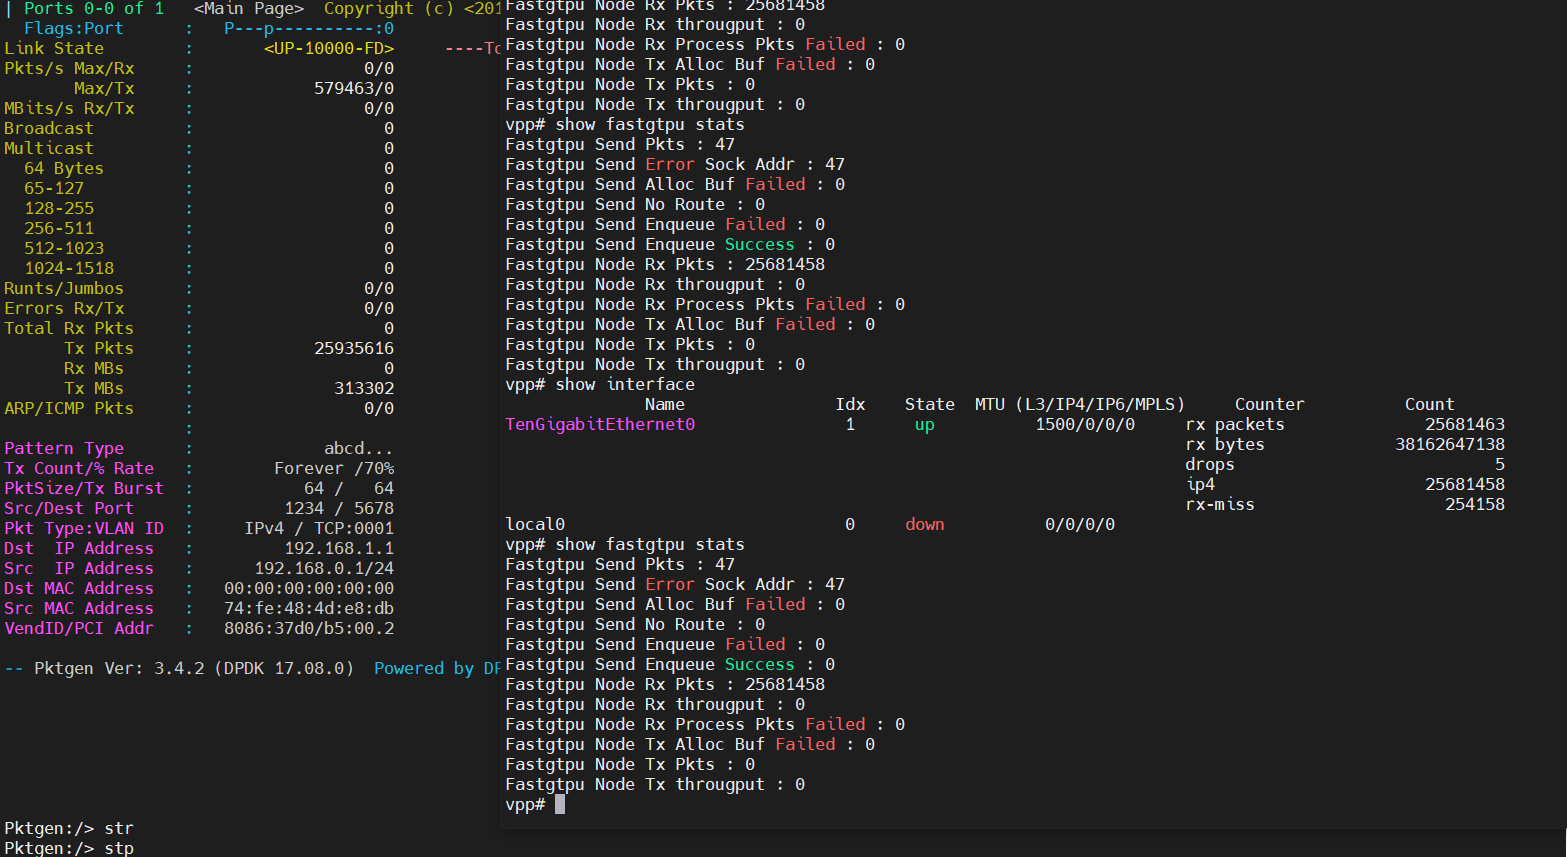 | Ports 0-0 of 1   <Main Page>  Copyright (c) <201
  Flags:Port      :   P---p----------:0
Link State        :       <UP-10000-FD>     ----To
Pkts/s Max/Rx     :                 0/0
       Max/Tx     :            579463/0
MBits/s Rx/Tx     :                 0/0
Broadcast         :                   0
Multicast         :                   0
  64 Bytes        :                   0
  65-127          :                   0
  128-255         :                   0
  256-511         :                   0
  512-1023        :                   0
  1024-1518       :                   0
Runts/Jumbos      :                 0/0
Errors Rx/Tx      :                 0/0
Total Rx Pkts     :                   0
      Tx Pkts     :            25935616
      Rx MBs      :                   0
      Tx MBs      :              313302
ARP/ICMP Pkts     :                 0/0
                  :
Pattern Type      :             abcd...
Tx Count/% Rate   :        Forever /70%
PktSize/Tx Burst  :           64 /   64
Src/Dest Port     :         1234 / 5678
Pkt Type:VLAN ID  :     IPv4 / TCP:0001
Dst  IP Address   :         192.168.1.1
Src  IP Address   :      192.168.0.1/24
Dst MAC Address   :   00:00:00:00:00:00
Src MAC Address   :   74:fe:48:4d:e8:db
VendID/PCI Addr   :   8086:37d0/b5:00.2
-- Pktgen Ver: 3.4.2 (DPDK 17.08.0)  Powered by DP
Pktgen:/> str
Pktgen:/> stp
Fastgtpu Node Rx Pkts : 25681458
Fastgtpu Node Rx througput : 0
Fastgtpu Node Rx Process Pkts Failed : 0
Fastgtpu Node Tx Alloc Buf Failed : 0
Fastgtpu Node Tx Pkts : 0
Fastgtpu Node Tx througput : 0
vpp# show fastgtpu stats
Fastgtpu Send Pkts : 47
Fastgtpu Send Error Sock Addr : 47
Fastgtpu Send Alloc Buf Failed : 0
Fastgtpu Send No Route : 0
Fastgtpu Send Enqueue Failed : 0
Fastgtpu Send Enqueue Success : 0
Fastgtpu Node Rx Pkts : 25681458
Fastgtpu Node Rx througput : 0
Fastgtpu Node Rx Process Pkts Failed : 0
Fastgtpu Node Tx Alloc Buf Failed : 0
Fastgtpu Node Tx Pkts : 0
Fastgtpu Node Tx througput : 0
vpp# show interface
              Name               Idx    State  MTU (L3/IP4/IP6/MPLS)     Counter          Count
TenGigabitEthernet0               1      up          1500/0/0/0     rx packets              25681463
                                                                    rx bytes             38162647138
                                                                    drops                          5
                                                                    ip4                     25681458
                                                                    rx-miss                   254158
local0                            0     down          0/0/0/0
vpp# show fastgtpu stats
Fastgtpu Send Pkts : 47
Fastgtpu Send Error Sock Addr : 47
Fastgtpu Send Alloc Buf Failed : 0
Fastgtpu Send No Route : 0
Fastgtpu Send Enqueue Failed : 0
Fastgtpu Send Enqueue Success : 0
Fastgtpu Node Rx Pkts : 25681458
Fastgtpu Node Rx througput : 0
Fastgtpu Node Rx Process Pkts Failed : 0
Fastgtpu Node Tx Alloc Buf Failed : 0
Fastgtpu Node Tx Pkts : 0
Fastgtpu Node Tx througput : 0
vpp#